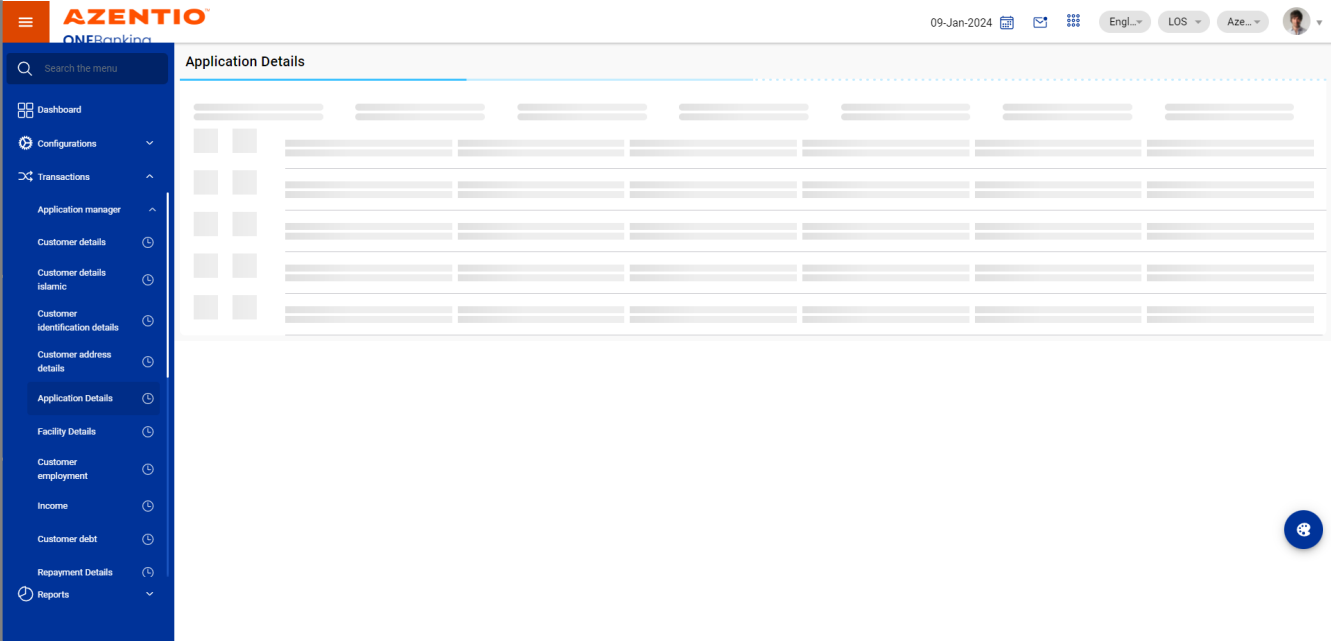 AZENTIO™
ONEBanking
09-Jan-2024
Engl...
LOS
Aze...
Search the menu
Application Details
Dashboard
Configurations
Transactions
Application manager
Customer details
Customer details
islamic
Customer
identification details
Customer address
details
Application Details
Facility Details
Customer
employment
Income
Customer debt
Repayment Details
Reports